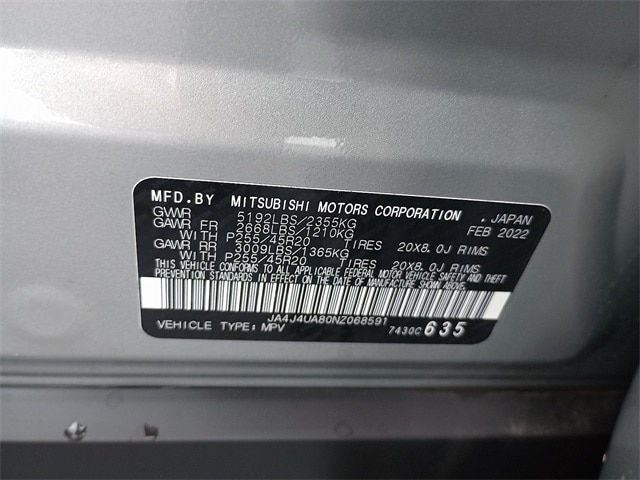 MFD.BY MITSUBISHI MOTORS CORPORATION . JAPAN
GVWR 5192LBS/2355KG FEB 2022
GAWR FR 2668LBS/1210KG
WITH P255/45R20 TIRES 20X8.0J RIMS
GAWR RR 3009LBS/1365KG
WITH P255/45R20 TIRES 20X8.0J RIMS
THIS VEHICLE CONFORMS TO ALL APPLICABLE FEDERAL MOTOR VEHICLE SAFETY AND THEFT
PREVENTION STANDARDS IN EFFECT ON THE DATE OF MANUFACTURE SHOWN ABOVE.
JA4J4UA80NZ068591
VEHICLE TYPE: MPV 7430C 635